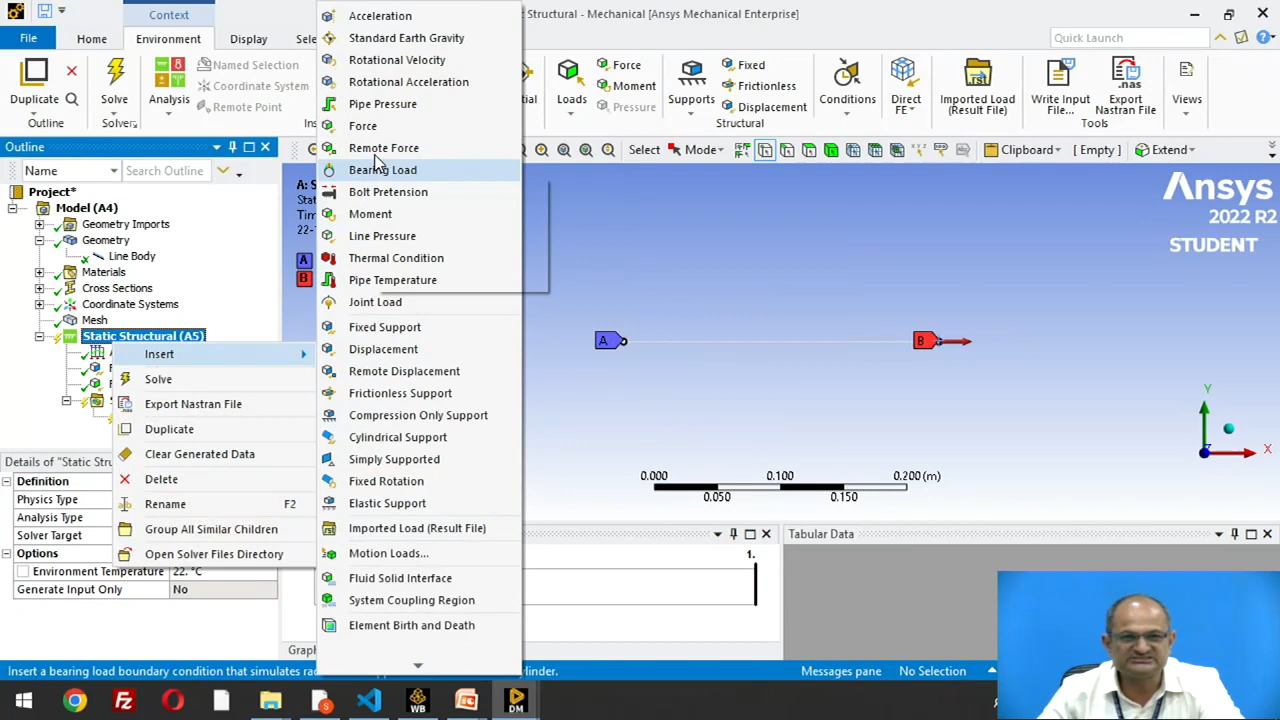 Context
Structural - Mechanical [Ansys Mechanical Enterprise]
File
Home
Environment
Display
Quick Launch
Duplicate
Outline
Solve
Solver
Analysis
Named Selection
Coordinate System
Remote Point
Loads
Force
Moment
Pressure
Supports
Fixed
Frictionless
Displacement
Structural
Conditions
Direct
FE
Imported Load
(Result File)
Write Input
File...
Export
Nastran File
Tools
Views
Outline
Name
Search Outline
Select
Mode
Clipboard
[ Empty ]
Extend
Project*
Model (A4)
Geometry Imports
Geometry
Line Body
Materials
Cross Sections
Coordinate Systems
Mesh
Static Structural (A5)
Insert
Solve
Export Nastran File
Duplicate
Clear Generated Data
Delete
Rename F2
Group All Similar Children
Open Solver Files Directory
Acceleration
Standard Earth Gravity
Rotational Velocity
Rotational Acceleration
Pipe Pressure
Force
Remote Force
Bearing Load
Bolt Pretension
Moment
Line Pressure
Thermal Condition
Pipe Temperature
Joint Load
Fixed Support
Displacement
Remote Displacement
Frictionless Support
Compression Only Support
Cylindrical Support
Simply Supported
Fixed Rotation
Elastic Support
Imported Load (Result File)
Motion Loads...
Fluid Solid Interface
System Coupling Region
Element Birth and Death
A
B
A
B
Ansys
2022 R2
STUDENT
Y
X
0.000 0.100 0.200 (m)
0.050 0.150
Definition
Physics Type
Analysis Type
Solver Target
Options
Environment Temperature 22. °C
Generate Input Only No
1.
Tabular Data
Messages pane
No Selection
WB
DM